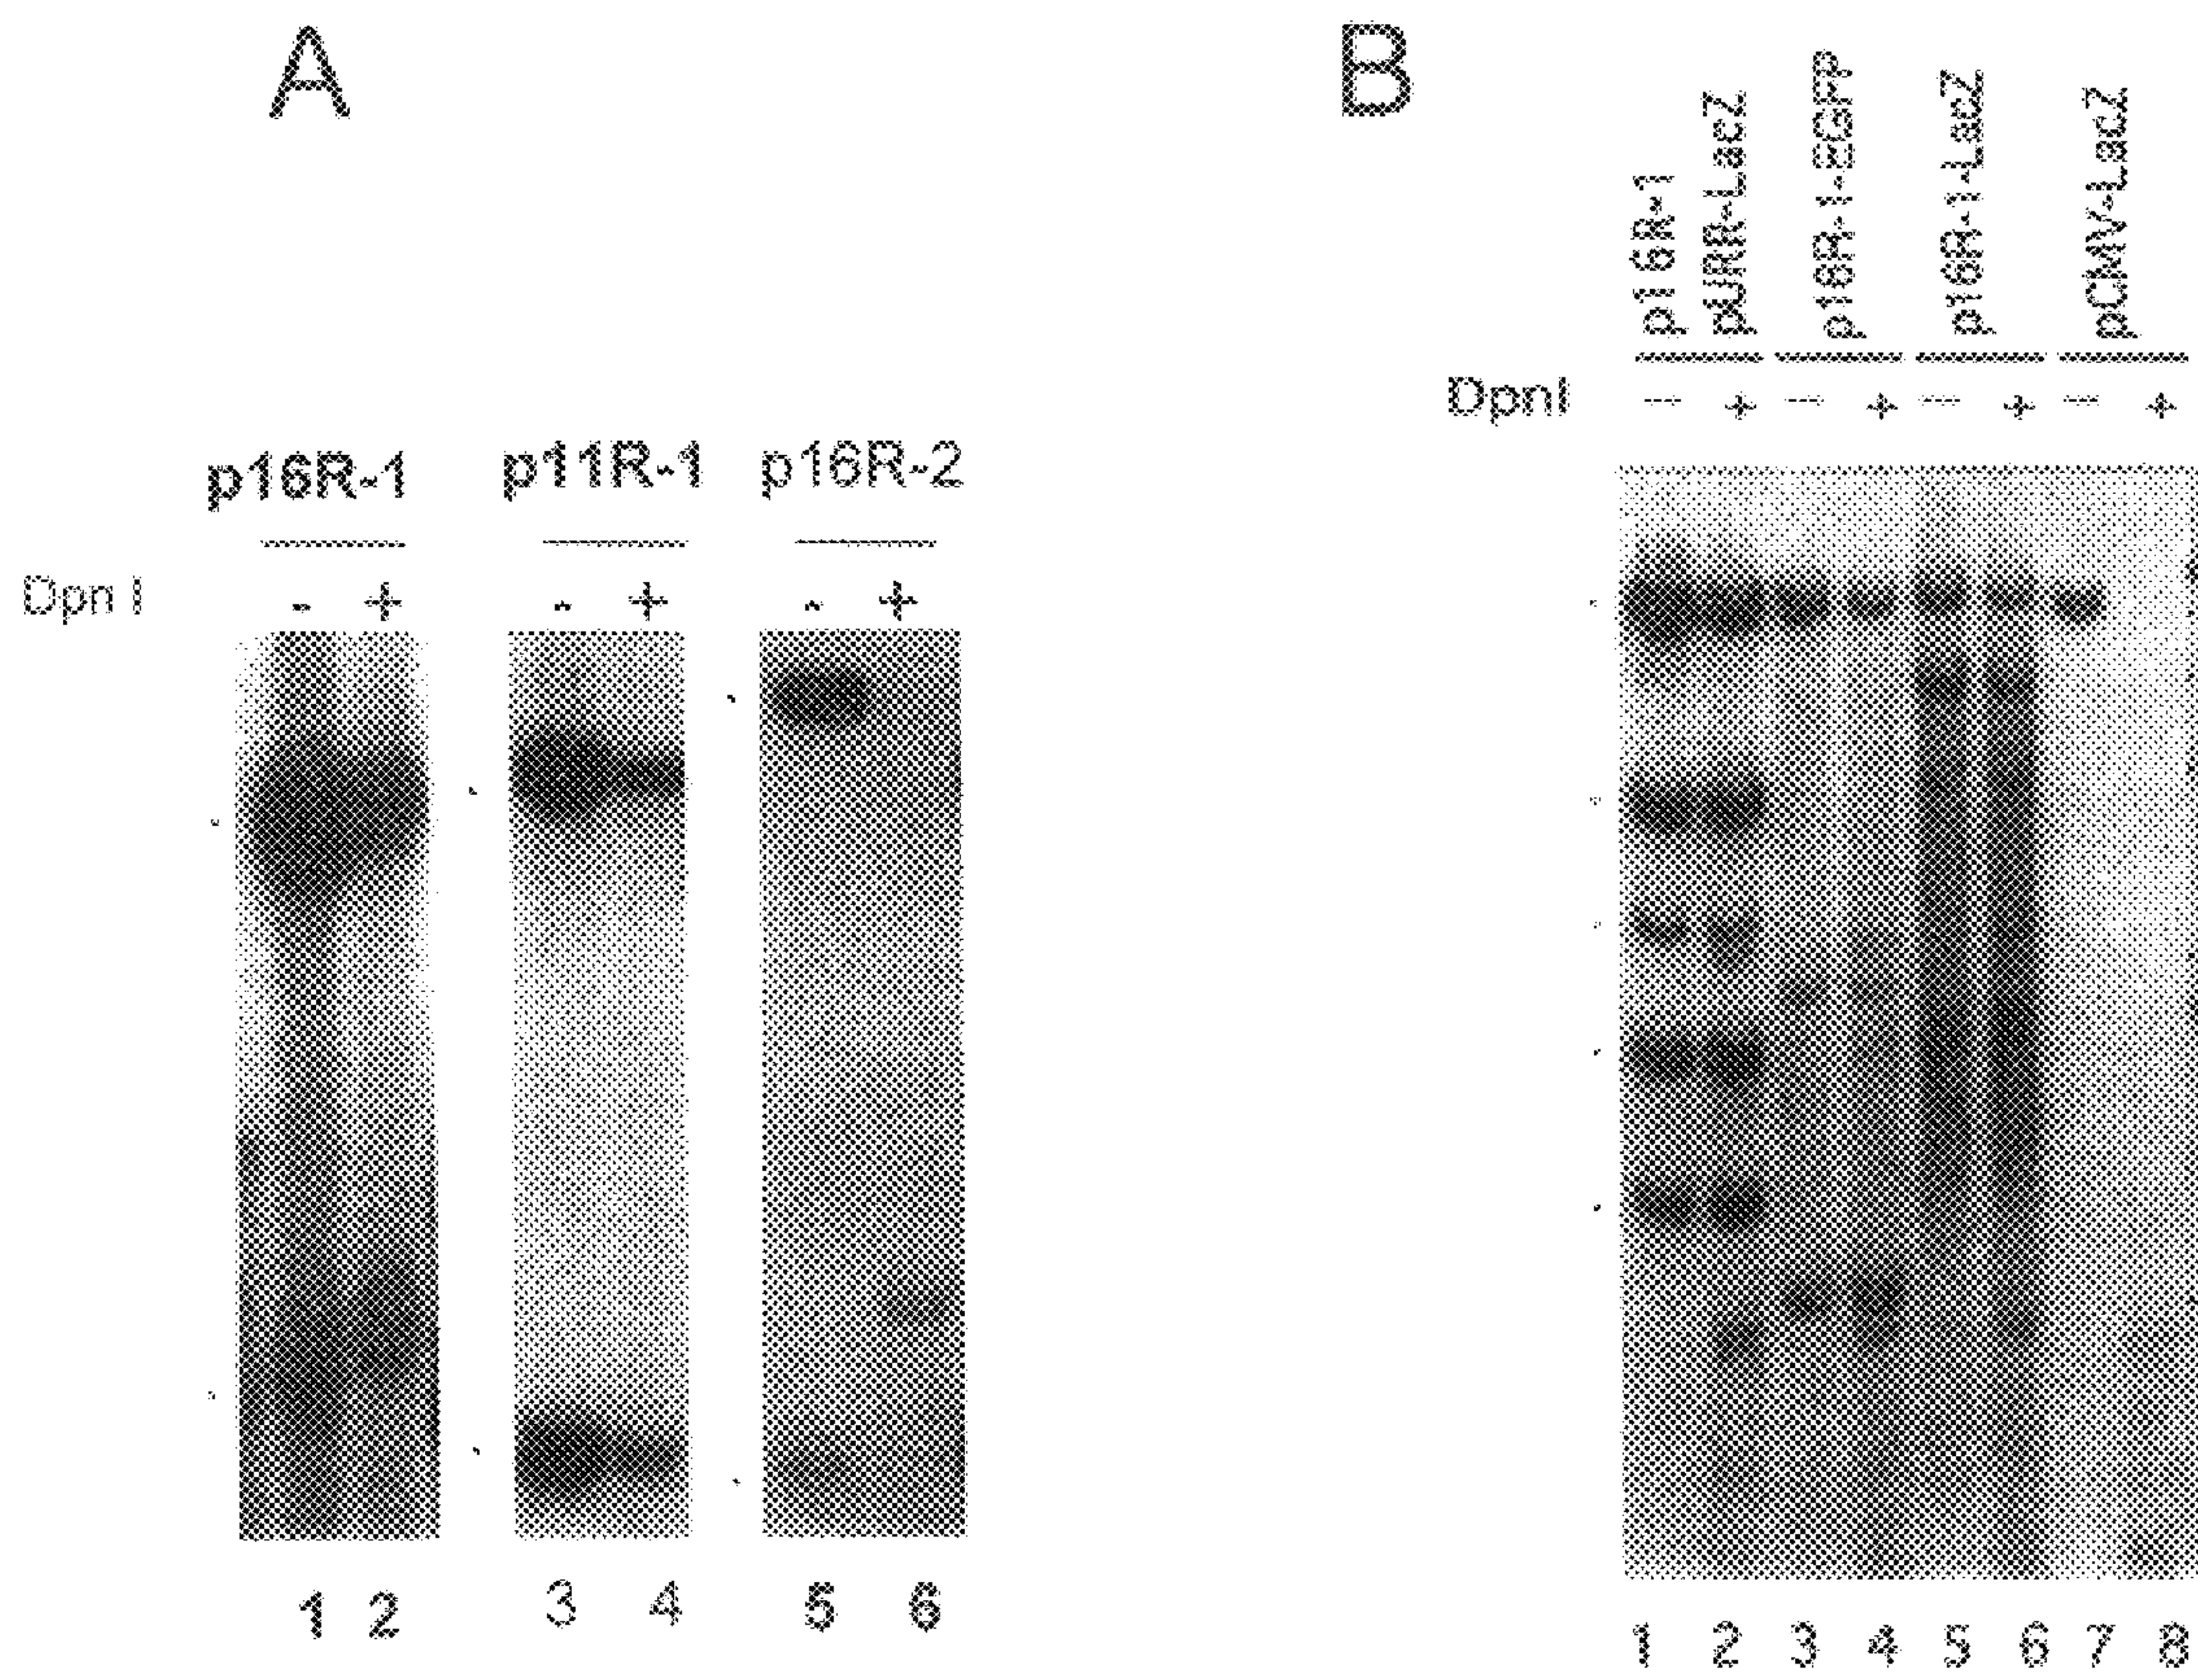 A
p16R-1 p11R-1 p16R-2
Dpn I - + - + - +
1 2 3 4 5 6
B
p16R-1
pURR-LacZ
p16R-1-EGFP
p16R-1-LacZ
pCMV-LacZ
DpnI - + - + - + - +
1 2 3 4 5 6 7 8